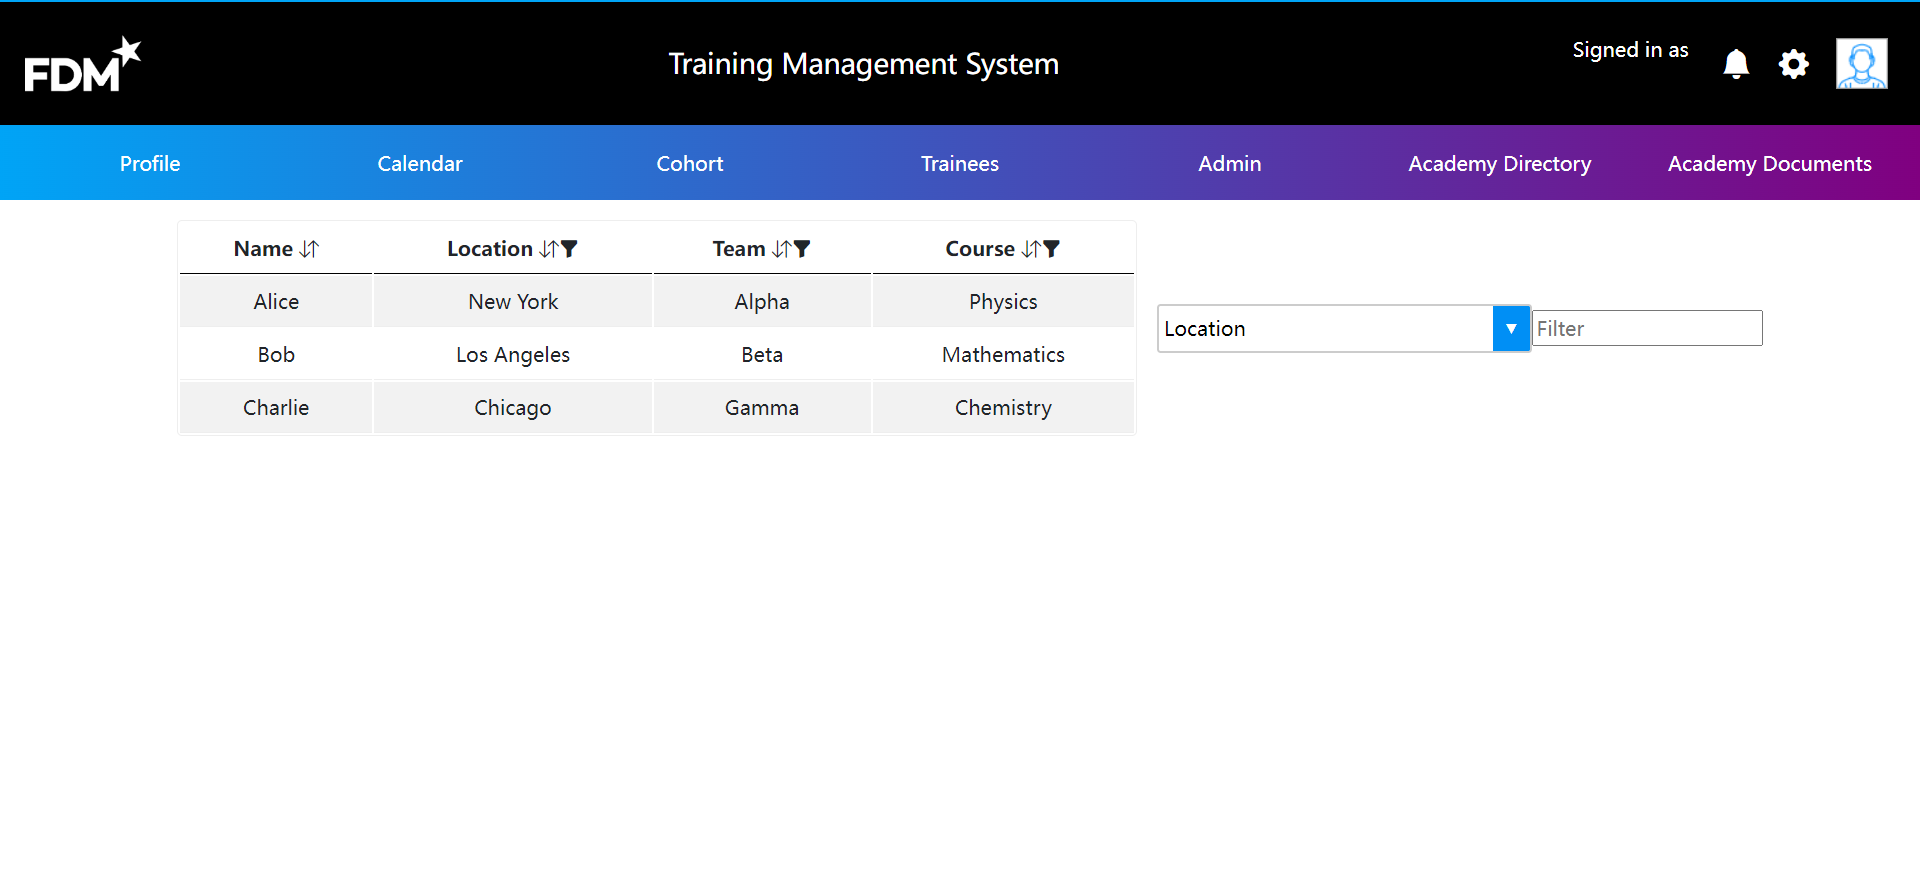 FDM
Training Management System
Signed in as
Profile Calendar Cohort Trainees Admin Academy Directory Academy Documents
Name Location Team Course
Alice New York Alpha Physics
Bob Los Angeles Beta Mathematics
Charlie Chicago Gamma Chemistry
Location Filter